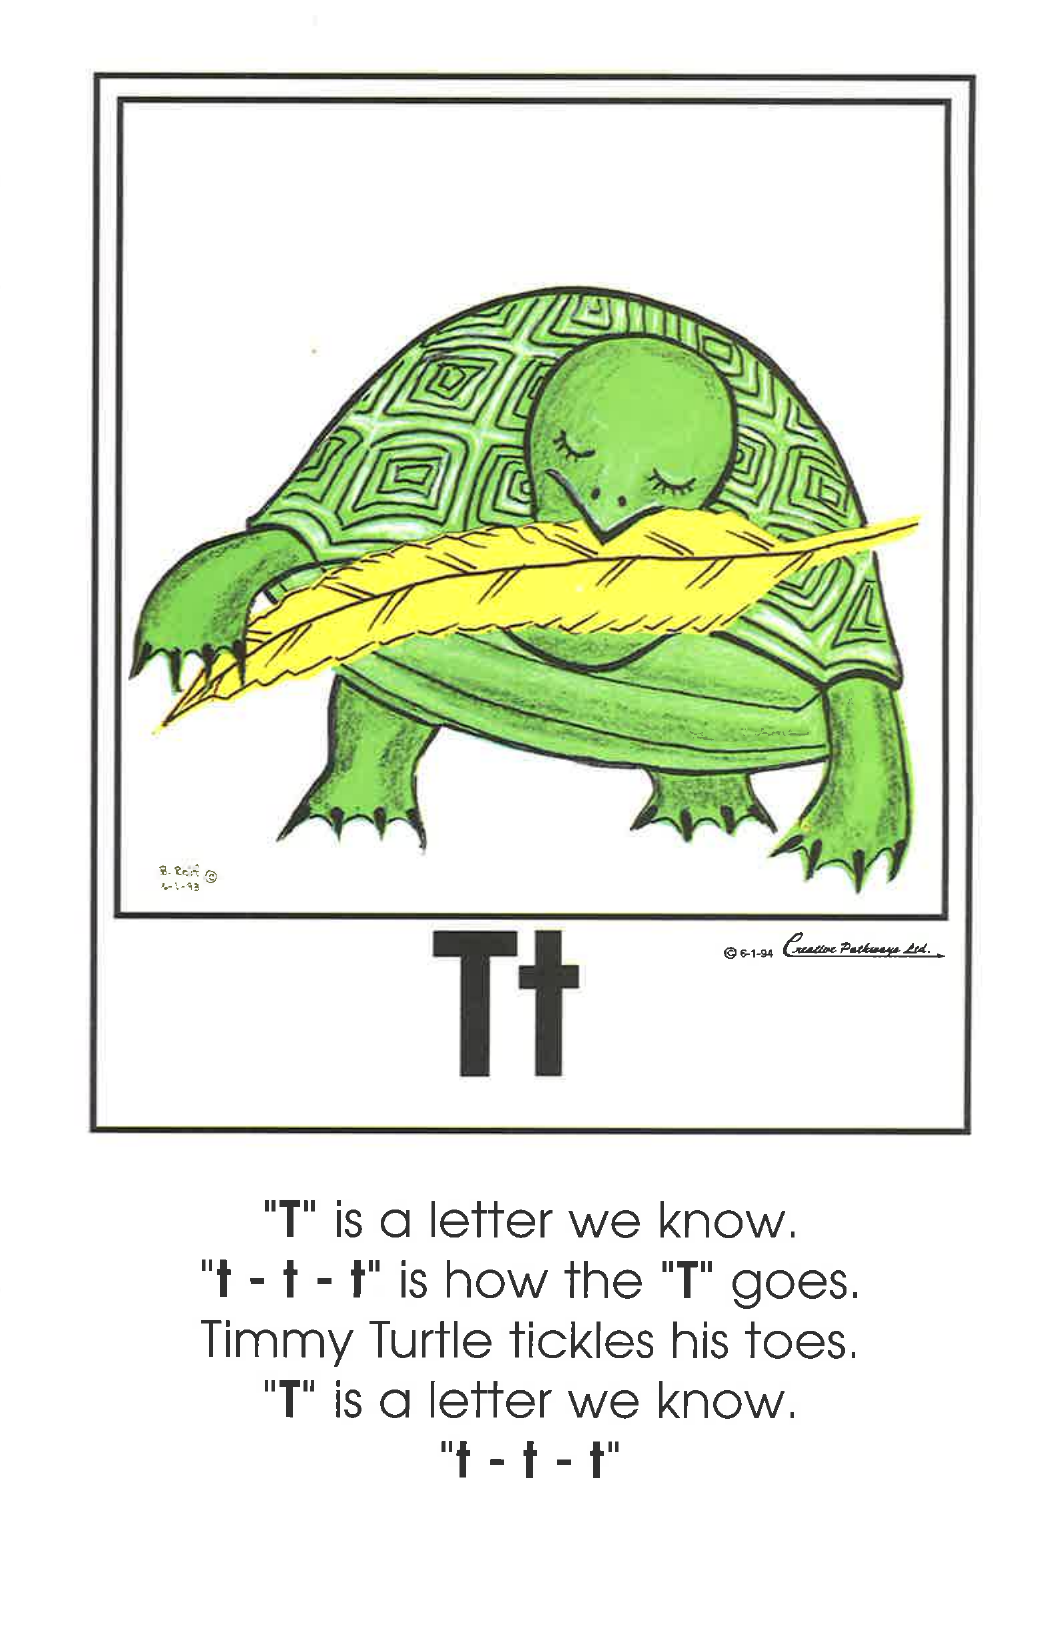 B. Reif ©
6-1-93
Tt
© 6-1-94 Creative Pathways Ltd.
"T" is a letter we know.
"t - t - t" is how the "T" goes.
Timmy Turtle tickles his toes.
"T" is a letter we know.
"t - t - t"